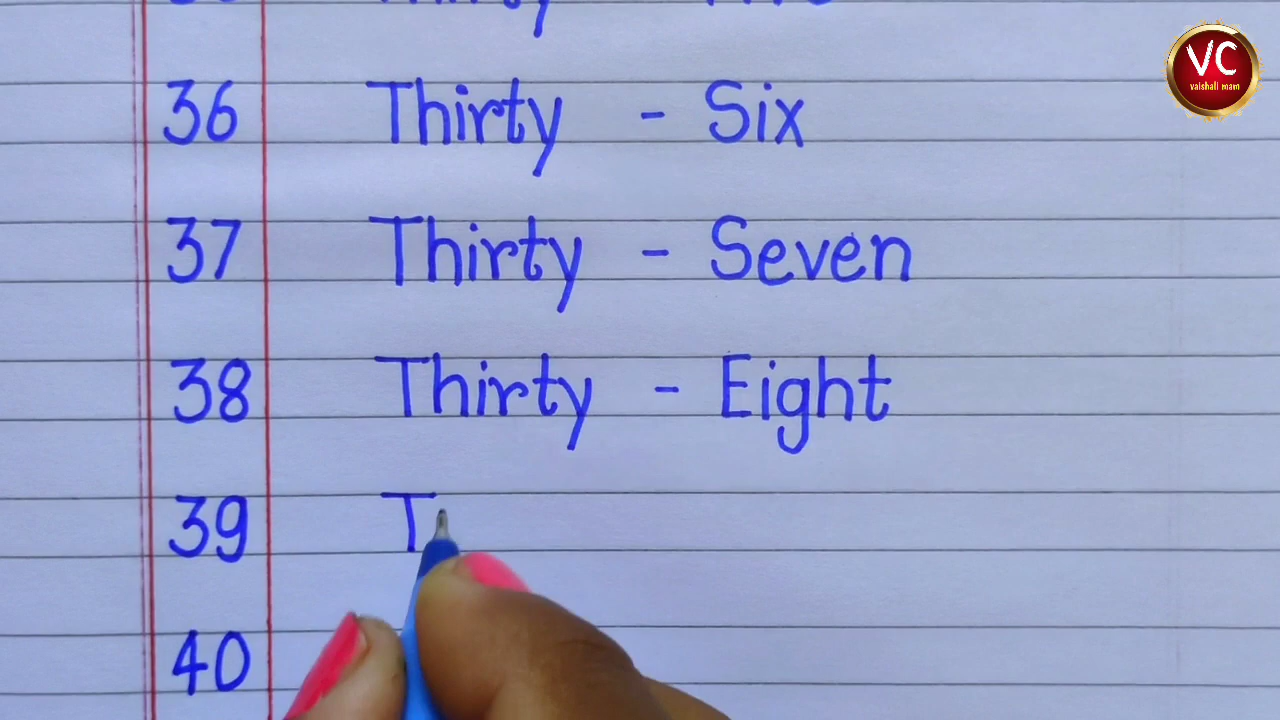 VC
vaishali mam
36 Thirty - Six
37 Thirty - Seven
38 Thirty - Eight
39 T
40